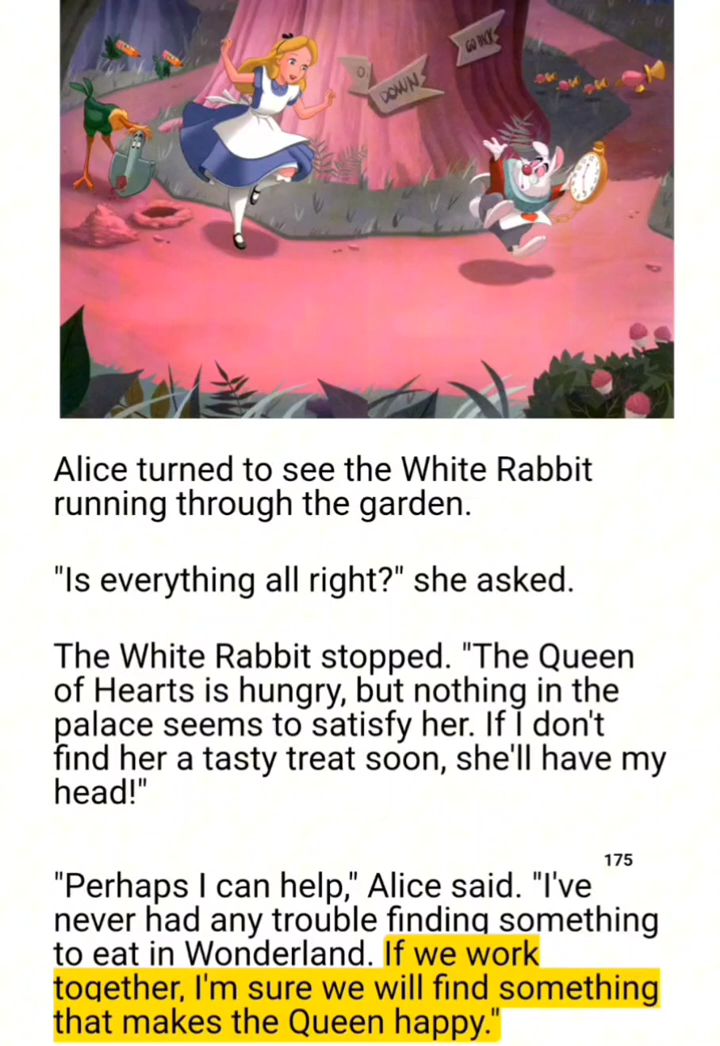 O.
DOWN
GO BACK
Alice turned to see the White Rabbit
running through the garden.
"Is everything all right?" she asked.
The White Rabbit stopped. "The Queen
of Hearts is hungry, but nothing in the
palace seems to satisfy her. If I don't
find her a tasty treat soon, she'll have my
head!"
175
"Perhaps I can help," Alice said. "I've
never had any trouble finding something
to eat in Wonderland. If we work
together, I'm sure we will find something
that makes the Queen happy."